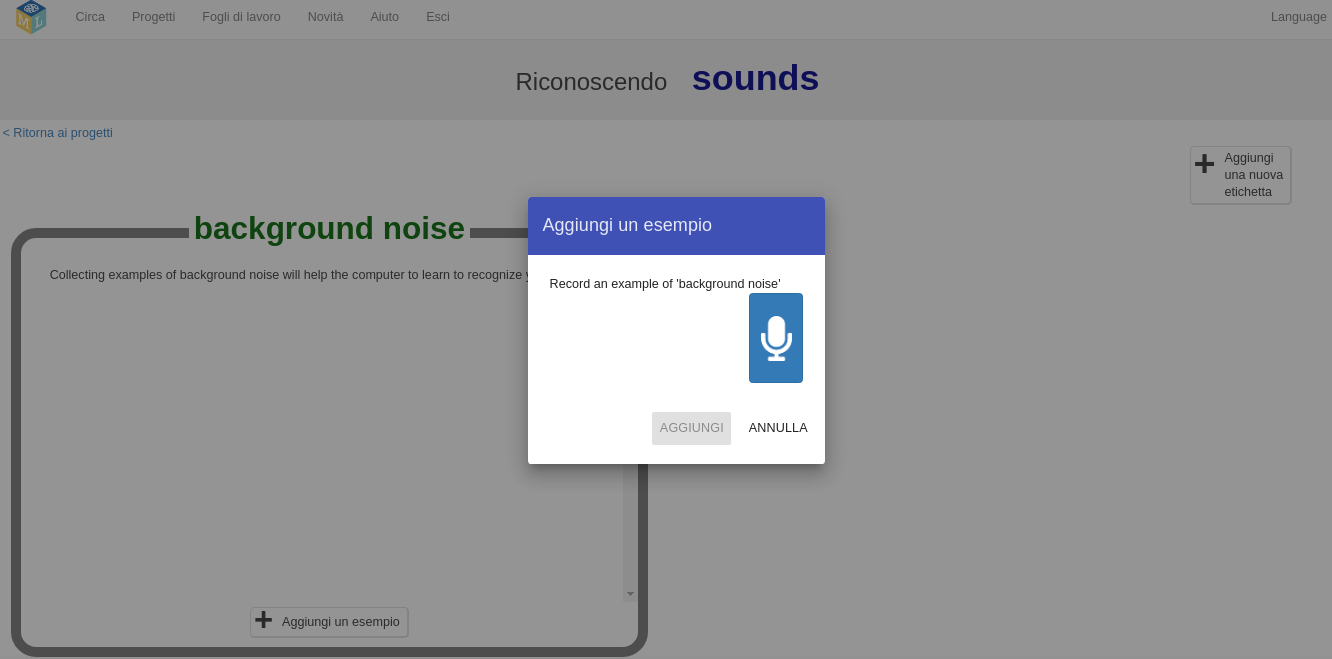 ML
Circa Progetti Fogli di lavoro Novità Aiuto Esci Language
Riconoscendo sounds
< Ritorna ai progetti
Aggiungi
una nuova
etichetta
background noise
Collecting examples of background noise will help the computer to learn to recognize
Aggiungi un esempio
Record an example of 'background noise'
AGGIUNGI ANNULLA
Aggiungi un esempio